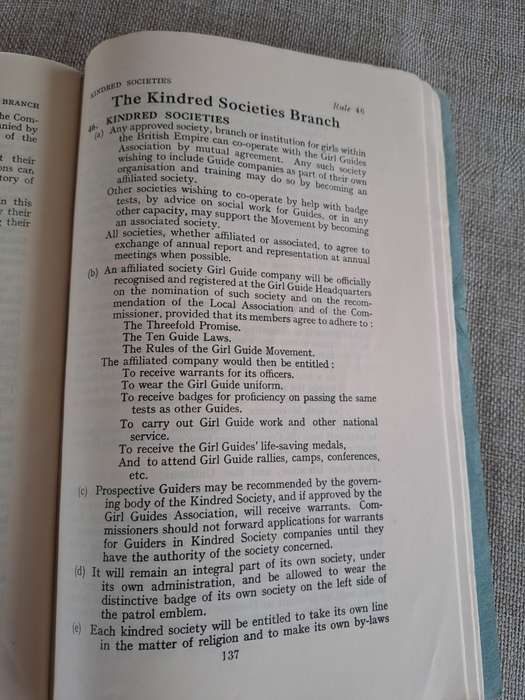 BRANCH
he Com-
nied by
of the
t their
ons can
tory of
n this
r their
their
KINDRED SOCIETIES
Rule 46
The Kindred Societies Branch
46. KINDRED SOCIETIES
(a) Any approved society, branch or institution for girls within
the British Empire can co-operate with the Girl Guides
Association by mutual agreement. Any such society
wishing to include Guide companies as part of their own
organisation and training may do so by becoming an
affiliated society.
Other societies wishing to co-operate by help with badge
tests, by advice on social work for Guides, or in any
other capacity, may support the Movement by becoming
an associated society.
All societies, whether affiliated or associated, to agree to
exchange of annual report and representation at annual
meetings when possible.
(b) An affiliated society Girl Guide company will be officially
recognised and registered at the Girl Guide Headquarters
on the nomination of such society and on the recom-
mendation of the Local Association and of the Com-
missioner, provided that its members agree to adhere to :
The Threefold Promise.
The Ten Guide Laws.
The Rules of the Girl Guide Movement.
The affiliated company would then be entitled :
To receive warrants for its officers.
To wear the Girl Guide uniform.
To receive badges for proficiency on passing the same
tests as other Guides.
To carry out Girl Guide work and other national
service.
To receive the Girl Guides' life-saving medals,
And to attend Girl Guide rallies, camps, conferences,
etc.
(c) Prospective Guiders may be recommended by the govern-
ing body of the Kindred Society, and if approved by the
Girl Guides Association, will receive warrants. Com-
missioners should not forward applications for warrants
for Guiders in Kindred Society companies until they
have the authority of the society concerned.
(d) It will remain an integral part of its own society, under
its own administration, and be allowed to wear the
distinctive badge of its own society on the left side of
the patrol emblem.
(e) Each kindred society will be entitled to take its own line
in the matter of religion and to make its own by-laws
137